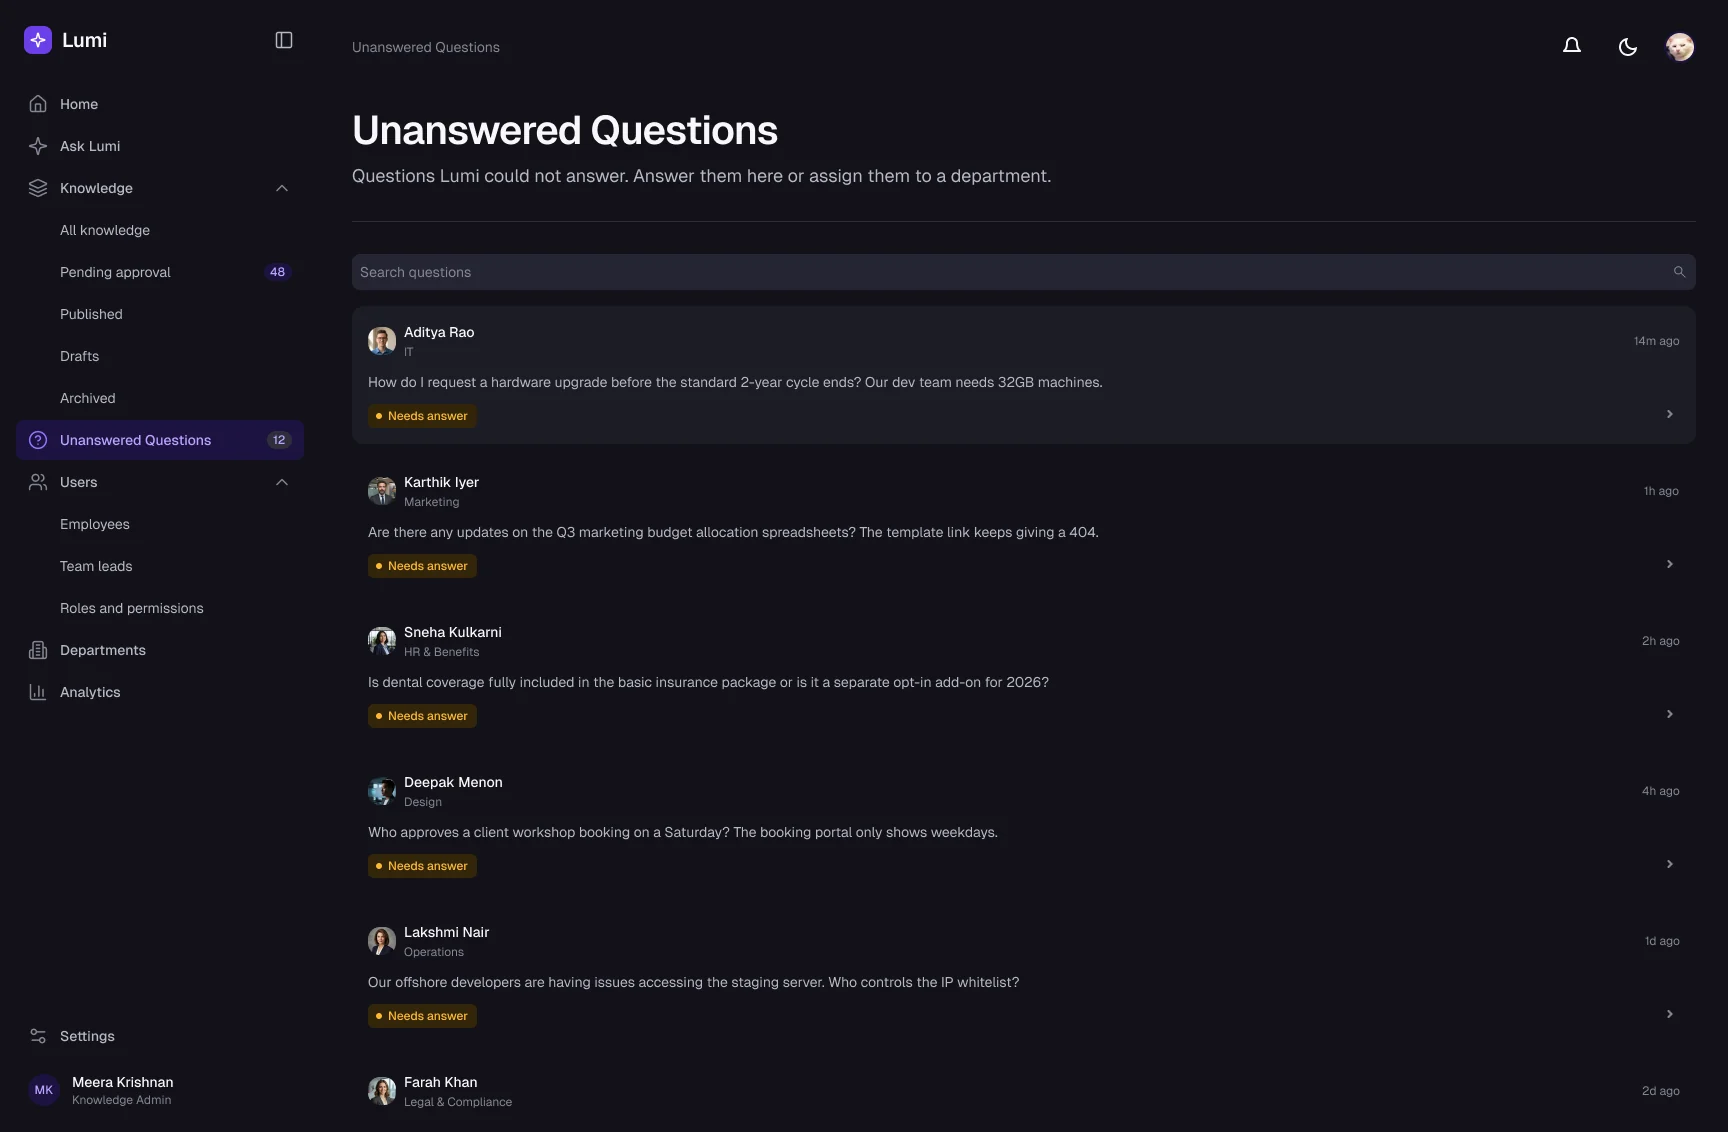 Lumi
Home
Ask Lumi
Knowledge
All knowledge
Pending approval 48
Published
Drafts
Archived
Unanswered Questions 12
Users
Employees
Team leads
Roles and permissions
Departments
Analytics
Settings
MK
Meera Krishnan
Knowledge Admin
Unanswered Questions
Unanswered Questions
Questions Lumi could not answer. Answer them here or assign them to a department.
Search questions
Aditya Rao
IT
14m ago
How do I request a hardware upgrade before the standard 2-year cycle ends? Our dev team needs 32GB machines.
Needs answer
Karthik Iyer
Marketing
1h ago
Are there any updates on the Q3 marketing budget allocation spreadsheets? The template link keeps giving a 404.
Needs answer
Sneha Kulkarni
HR & Benefits
2h ago
Is dental coverage fully included in the basic insurance package or is it a separate opt-in add-on for 2026?
Needs answer
Deepak Menon
Design
4h ago
Who approves a client workshop booking on a Saturday? The booking portal only shows weekdays.
Needs answer
Lakshmi Nair
Operations
1d ago
Our offshore developers are having issues accessing the staging server. Who controls the IP whitelist?
Needs answer
Farah Khan
Legal & Compliance
2d ago